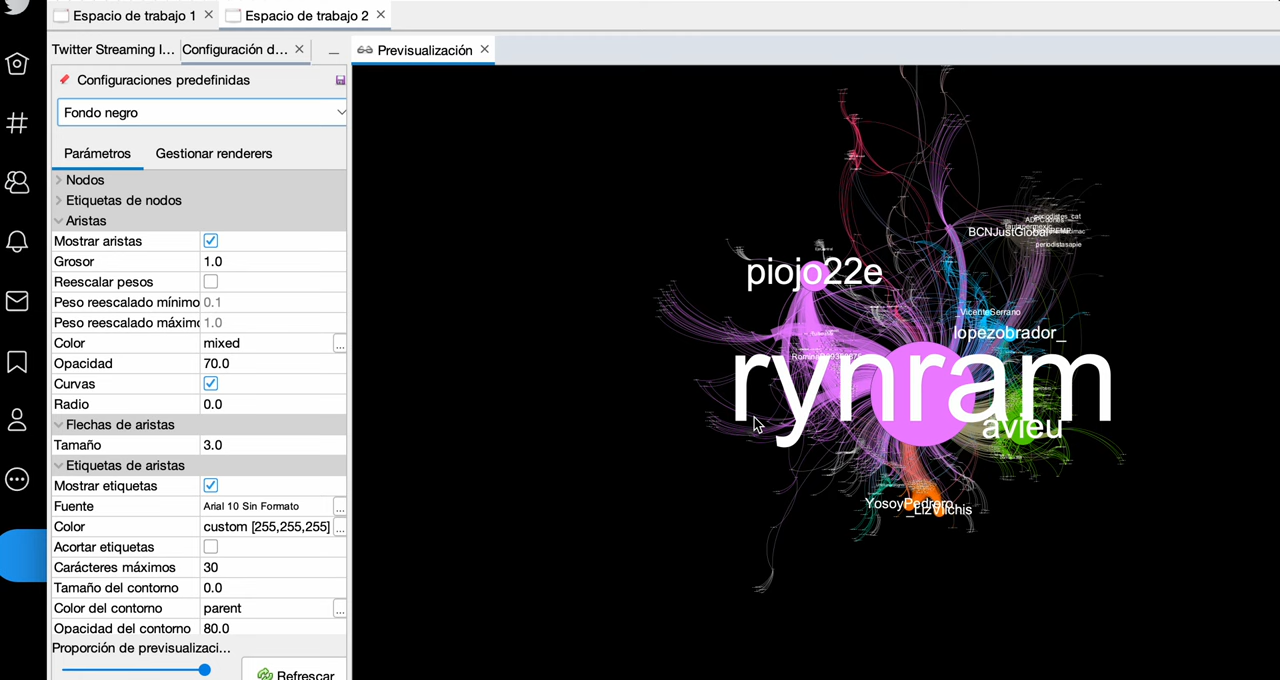 Espacio de trabajo 1
Espacio de trabajo 2
Twitter Streaming I...
Configuración d...
Previsualización
Configuraciones predefinidas
Fondo negro
Parámetros
Gestionar renderers
Nodos
Etiquetas de nodos
Aristas
Mostrar aristas
Grosor 1.0
Reescalar pesos
Peso reescalado mínimo 0.1
Peso reescalado máximo 1.0
Color mixed ...
Opacidad 70.0
Curvas
Radio 0.0
Flechas de aristas
Tamaño 3.0
Etiquetas de aristas
Mostrar etiquetas
Fuente Arial 10 Sin Formato ...
Color custom [255,255,255] ...
Acortar etiquetas
Carácteres máximos 30
Tamaño del contorno 0.0
Color del contorno parent ...
Opacidad del contorno 80.0
Proporción de previsualizaci...
Refrescar
periodistes_cat
BCNJustGlobal
periodistasapie
piojo22e
VicenteSerrano
lopezobrador_
rynram
avieu
YosoyPedrero
_LizVilchis